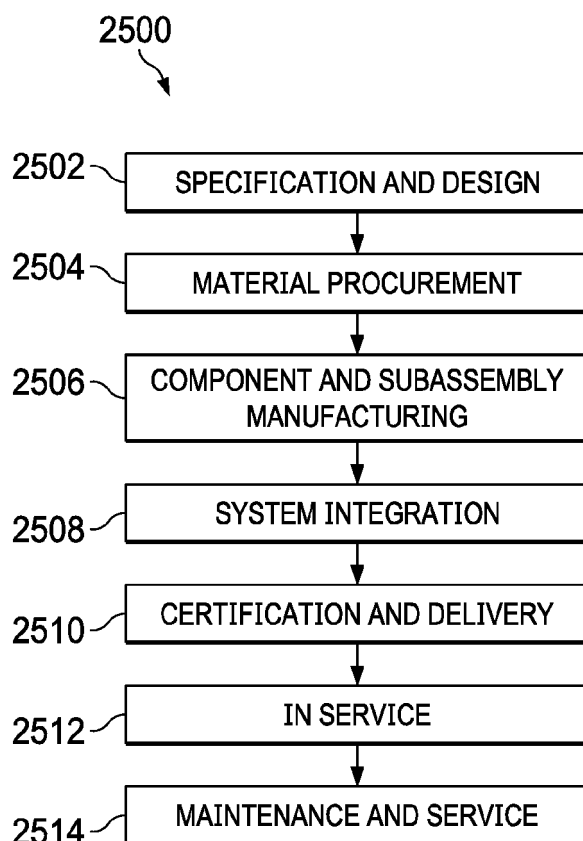 2500
2502
SPECIFICATION AND DESIGN
2504
MATERIAL PROCUREMENT
2506
COMPONENT AND SUBASSEMBLY
MANUFACTURING
2508
SYSTEM INTEGRATION
2510
CERTIFICATION AND DELIVERY
2512
IN SERVICE
2514
MAINTENANCE AND SERVICE